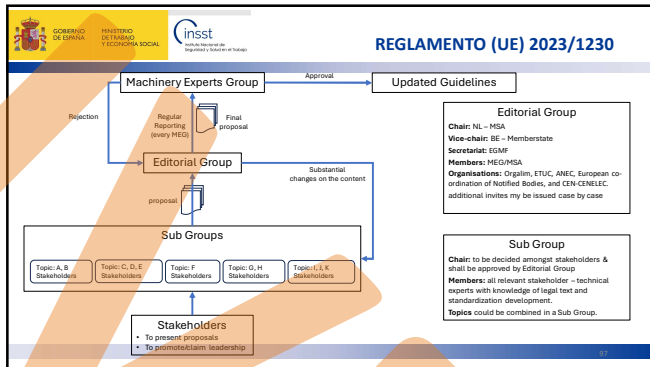 GOBIERNO
DE ESPAÑA
MINISTERIO
DE TRABAJO
Y ECONOMÍA SOCIAL
insst
Instituto Nacional de
Seguridad y Salud en el Trabajo
REGLAMENTO (UE) 2023/1230
Machinery Experts Group
Approval
Updated Guidelines
Rejection
Regular
Reporting
(every MEG)
Final
proposal
Editorial Group
Substantial
changes on the content
proposal
Sub Groups
Topic: A, B
Stakeholders
Topic: C, D, E
Stakeholders
Topic: F
Stakeholders
Topic: G, H
Stakeholders
Topic: I, J, K
Stakeholders
Stakeholders
• To present proposals
• To promote/claim leadership
Editorial Group
Chair: NL – MSA
Vice-chair: BE – Memberstate
Secretariat: EGMF
Members: MEG/MSA
Organisations: Orgalim, ETUC, ANEC, European co-
ordination of Notified Bodies, and CEN-CENELEC.
additional invites my be issued case by case
Sub Group
Chair: to be decided amongst stakeholders &
shall be approved by Editorial Group
Members: all relevant stakeholder – technical
experts with knowledge of legal text and
standardization development.
Topics could be combined in a Sub Group.
97